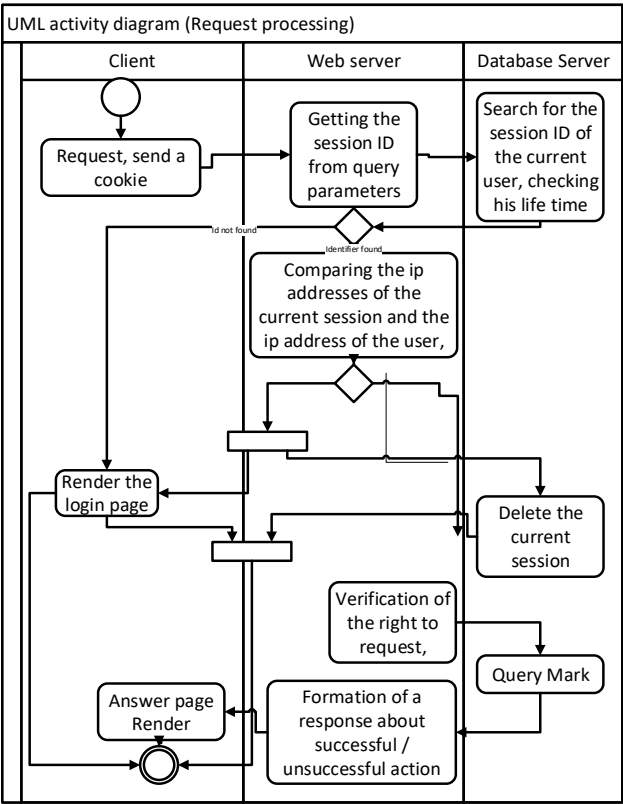 UML activity diagram (Request processing)
Client
Web server
Database Server
Request, send a
cookie
Getting the
session ID
from query
parameters
Search for the
session ID of
the current
user, checking
his life time
Id not found
Identifier found
Comparing the ip
addresses of the
current session and the
ip address of the user,
Render the
login page
Delete the
current
session
Verification of
the right to
request,
Query Mark
Answer page
Render
Formation of a
response about
successful /
unsuccessful action